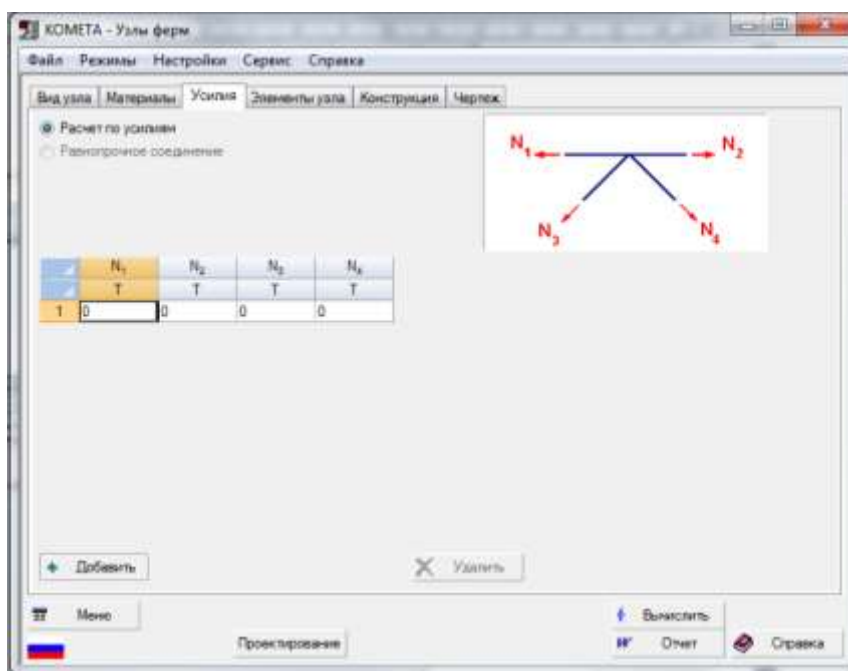 КОМЕТА - Узлы ферм
Файл Режимы Настройки Сервис Справка
Вид узла Материалы Усилия Элементы узла Конструкция Чертеж
Расчет по усилиям
Равнопрочное соединение
N1 N2
N3 N4
N1 N2 N3 N4
Т Т Т Т
1 0 0 0 0
Добавить Удалить
Меню Вычислить
Проектирование Отчет Справка